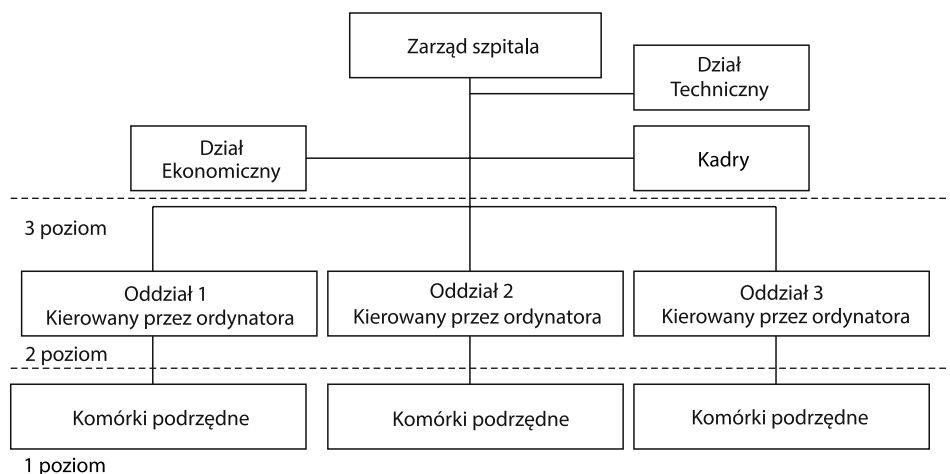 Zarząd szpitala
Dział
Techniczny
Dział
Ekonomiczny
Kadry
3 poziom
Oddział 1
Kierowany przez ordynatora
Oddział 2
Kierowany przez ordynatora
Oddział 3
Kierowany przez ordynatora
2 poziom
Komórki podrzędne
Komórki podrzędne
Komórki podrzędne
1 poziom